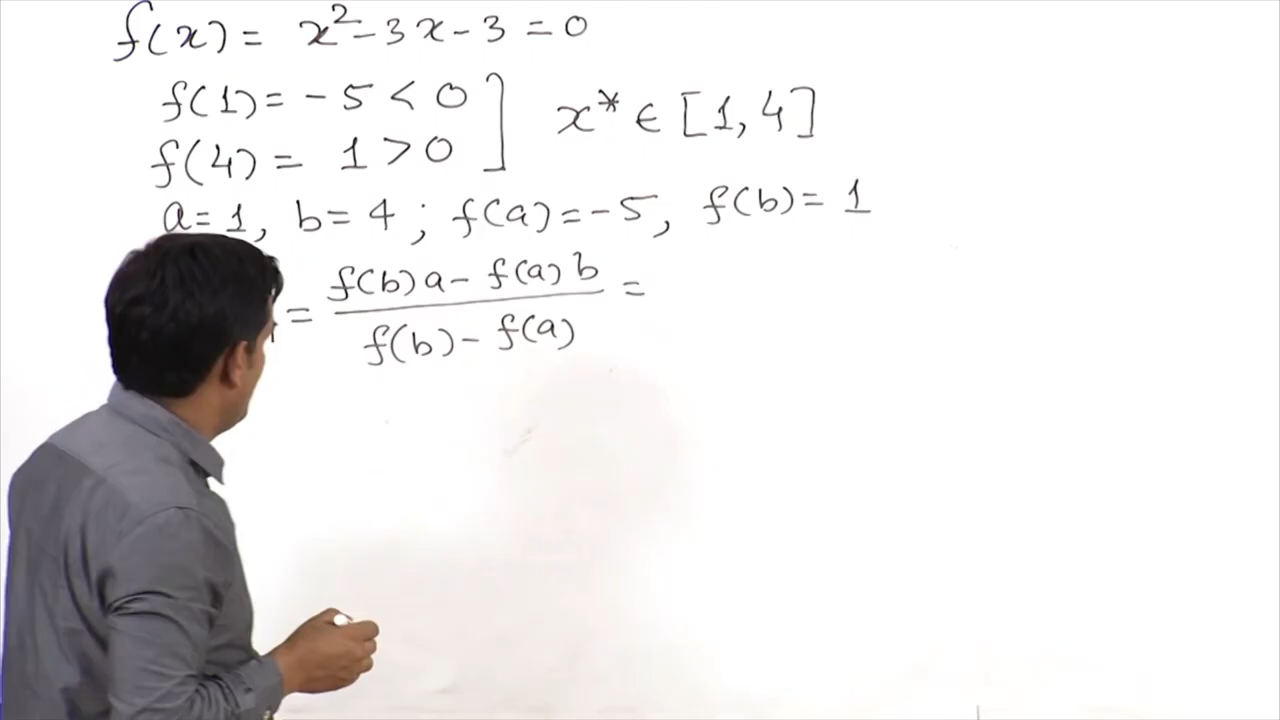 f(x) = x² - 3x - 3 = 0
f(1) = -5 < 0 ] x* ∈ [1, 4]
f(4) = 1 > 0
a = 1, b = 4 ; f(a) = -5, f(b) = 1
= f(b) a - f(a) b / f(b) - f(a) =